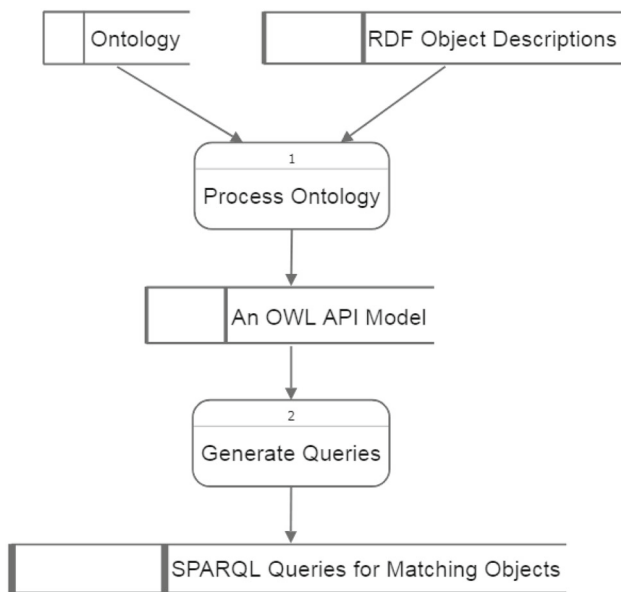 Ontology
RDF Object Descriptions
1
Process Ontology
An OWL API Model
2
Generate Queries
SPARQL Queries for Matching Objects